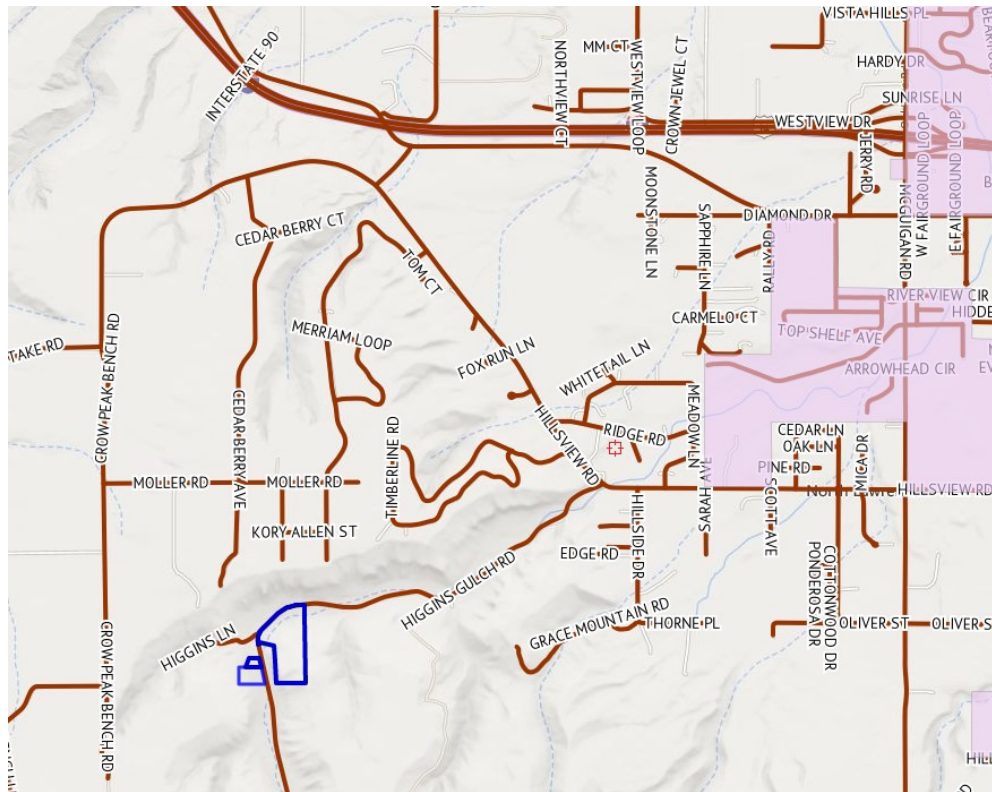 VISTA HILLS PL
INTERSTATE 90
NORTHVIEW CT
MM CT
WESTVIEW LOOP
CROWN JEWEL CT
HARDY DR
SUNRISE LN
WESTVIEW DR
JERRY RD
W FAIRGROUND LOOP
E FAIRGROUND LOOP
MCGUIGAN RD
MOONSTONE LN
SAPPHIRE LN
DIAMOND DR
RALLY RD
CEDAR BERRY CT
TOM CT
RIVER VIEW CIR
HIDDE
CARMELO CT
TOP SHELF AVE
ARROWHEAD CIR
EV
TAKE RD
CROW PEAK BENCH RD
MERRIAM LOOP
FOX RUN LN
WHITETAIL LN
CEDAR BERRY AVE
TIMBERLINE RD
HILLSVIEW RD
RIDGE RD
MEADOW LN
SARAH AVE
CEDAR LN
OAK LN
PINE RD
MICA DR
SCOTT AVE
HILLSVIEW RD
MOLLER RD
MOLLER RD
KORY ALLEN ST
EDGE RD
HILLSIDE DR
HIGGINS GULCH RD
GRACE MOUNTAIN RD
THORNE PL
PONDEROSA DR
COTTONWOOD DR
OLIVER ST
OLIVER S
HIGGINS LN
CROW PEAK BENCH RD
HILL